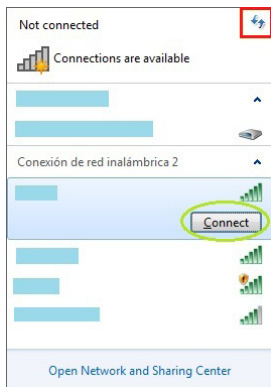 Not connected
Connections are available
Conexión de red inalámbrica 2
Connect
Open Network and Sharing Center